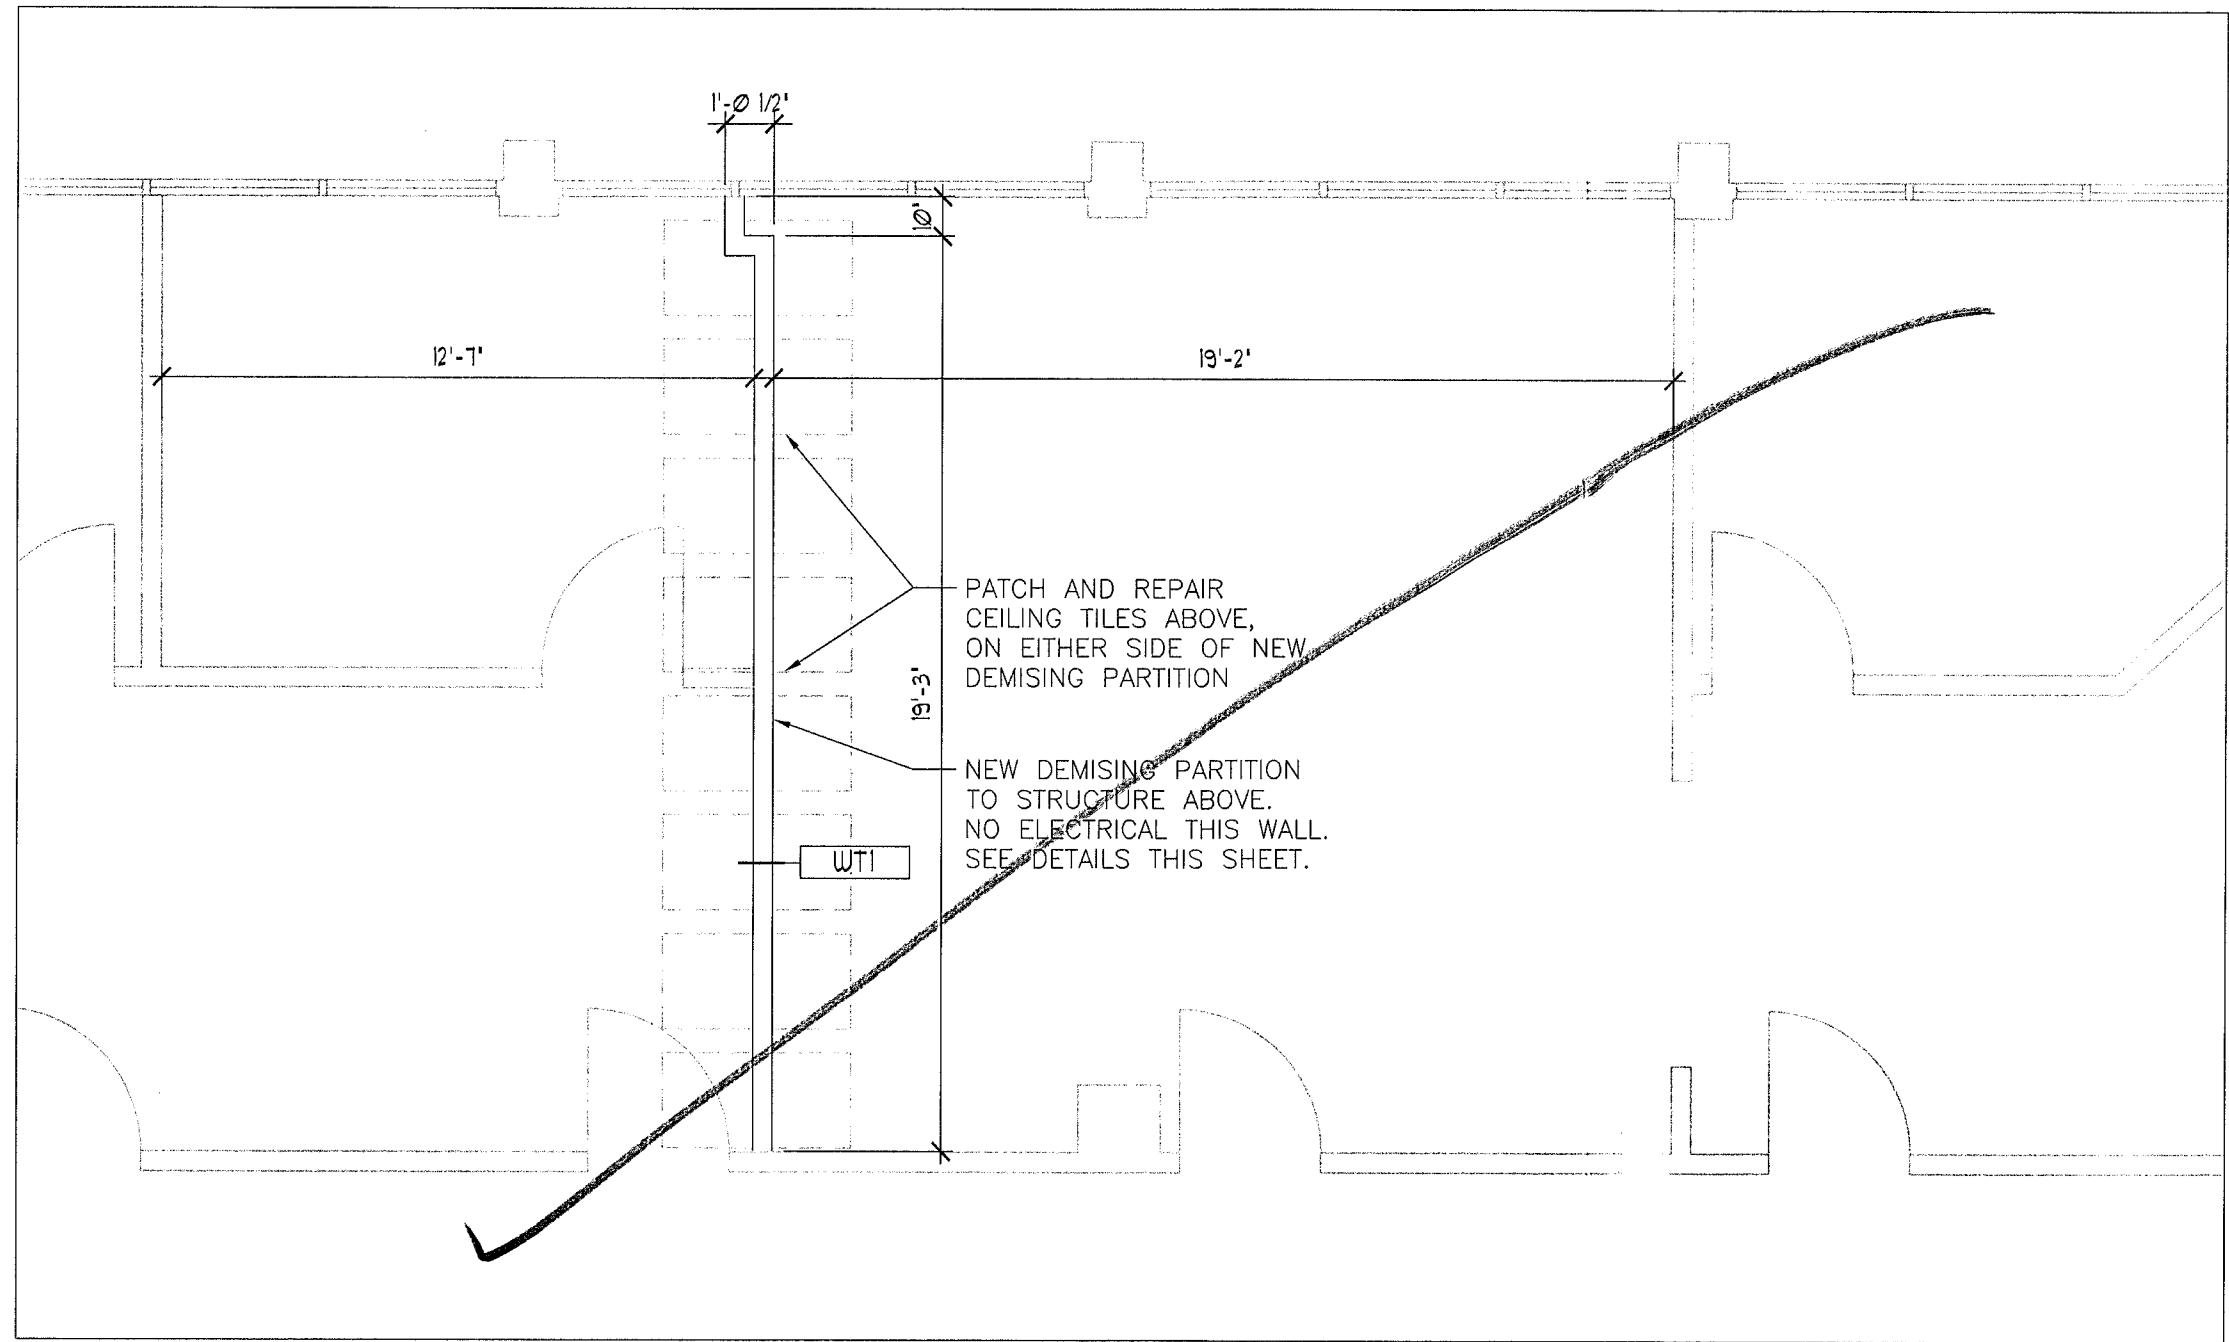 1'-0 1/2"
10"
12'-7"
19'-2"
PATCH AND REPAIR
CEILING TILES ABOVE,
ON EITHER SIDE OF NEW
DEMISING PARTITION
19'-3"
NEW DEMISING PARTITION
TO STRUCTURE ABOVE.
NO ELECTRICAL THIS WALL.
SEE DETAILS THIS SHEET.
WT1